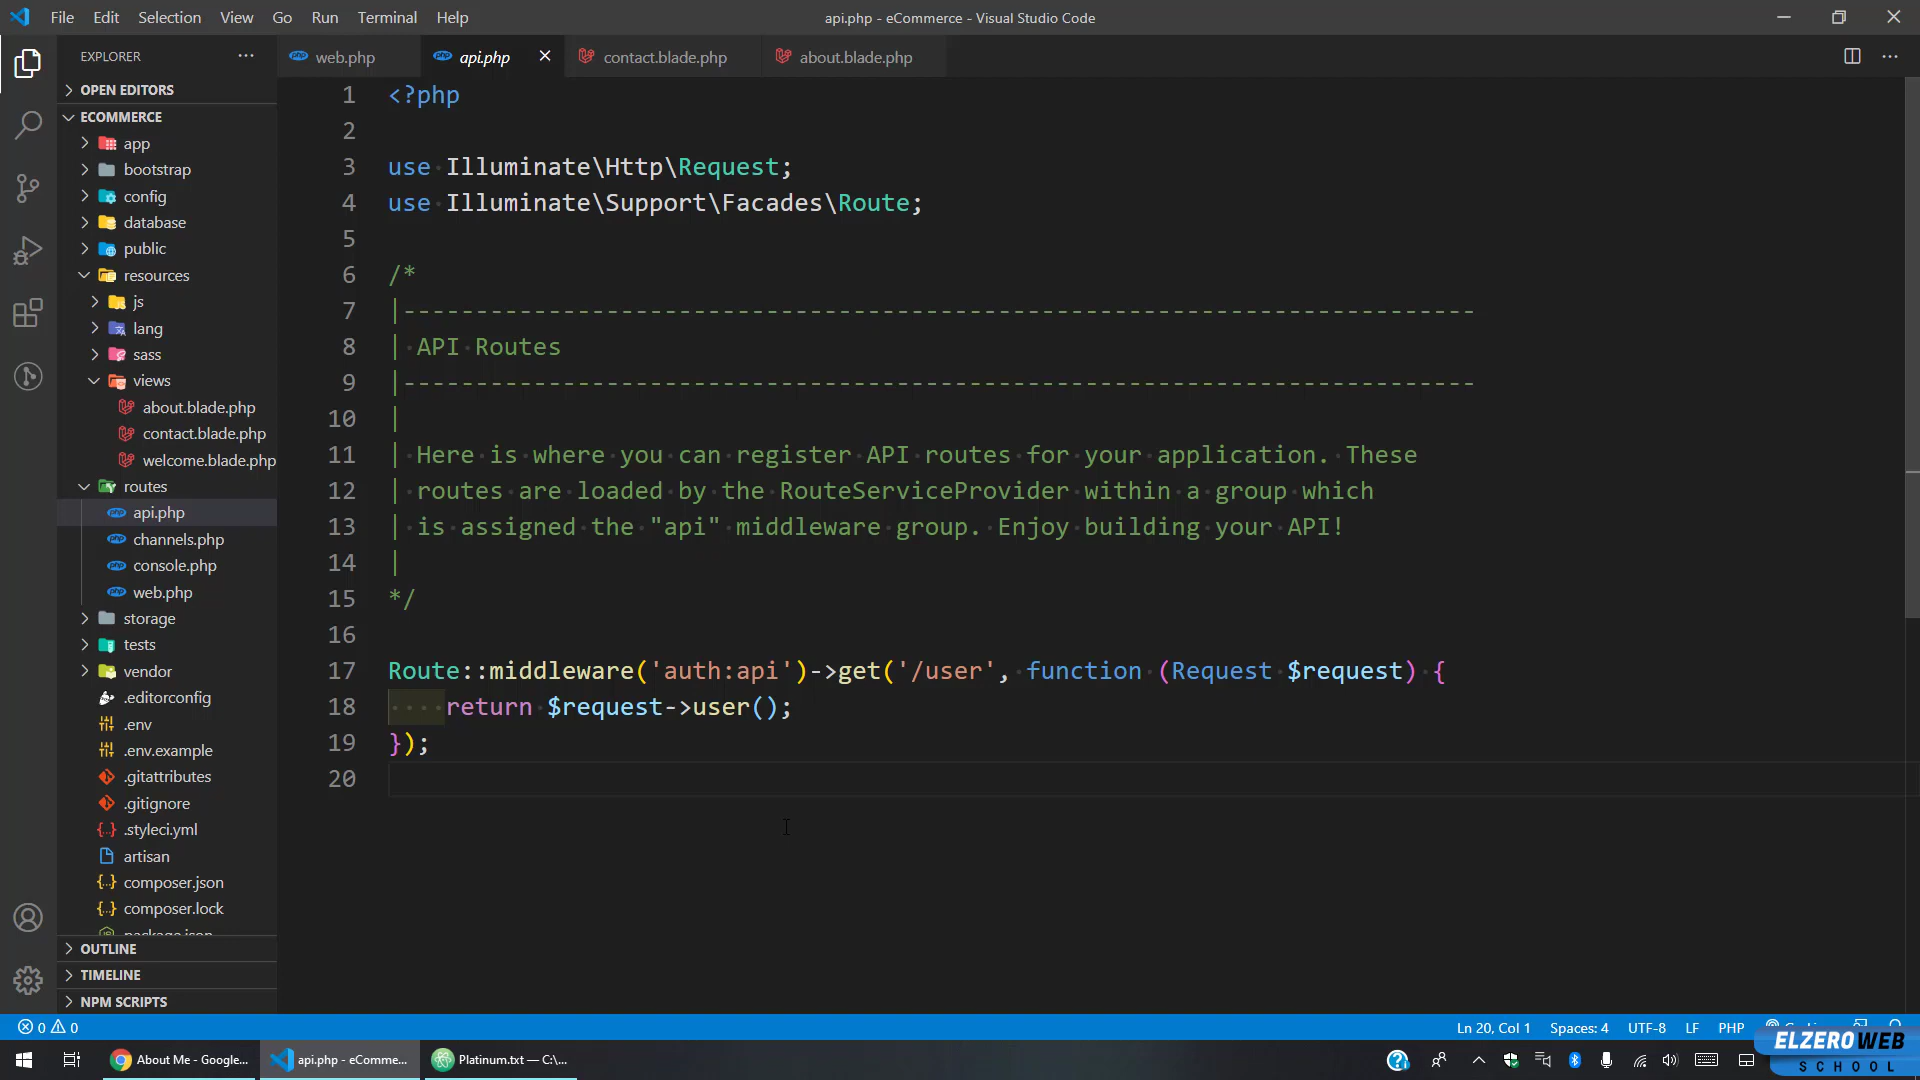 File Edit Selection View Go Run Terminal Help
api.php - eCommerce - Visual Studio Code
EXPLORER
web.php
api.php
contact.blade.php
about.blade.php
OPEN EDITORS
ECOMMERCE
app
bootstrap
config
database
public
resources
js
lang
sass
views
about.blade.php
contact.blade.php
welcome.blade.php
routes
api.php
channels.php
console.php
web.php
storage
tests
vendor
.editorconfig
.env
.env.example
.gitattributes
.gitignore
.styleci.yml
artisan
composer.json
composer.lock
package.json
OUTLINE
TIMELINE
NPM SCRIPTS
1 <?php
2
3 use Illuminate\Http\Request;
4 use Illuminate\Support\Facades\Route;
5
6 /*
7 |--------------------------------------------------------------------------
8 | API Routes
9 |--------------------------------------------------------------------------
10 |
11 | Here is where you can register API routes for your application. These
12 | routes are loaded by the RouteServiceProvider within a group which
13 | is assigned the "api" middleware group. Enjoy building your API!
14 |
15 */
16
17 Route::middleware('auth:api')->get('/user', function (Request $request) {
18     return $request->user();
19 });
20
0 0
Ln 20, Col 1 Spaces: 4 UTF-8 LF PHP
About Me - Google...
api.php - eComme...
Platinum.txt — C:\...
ELZEROWEB
SCHOOL